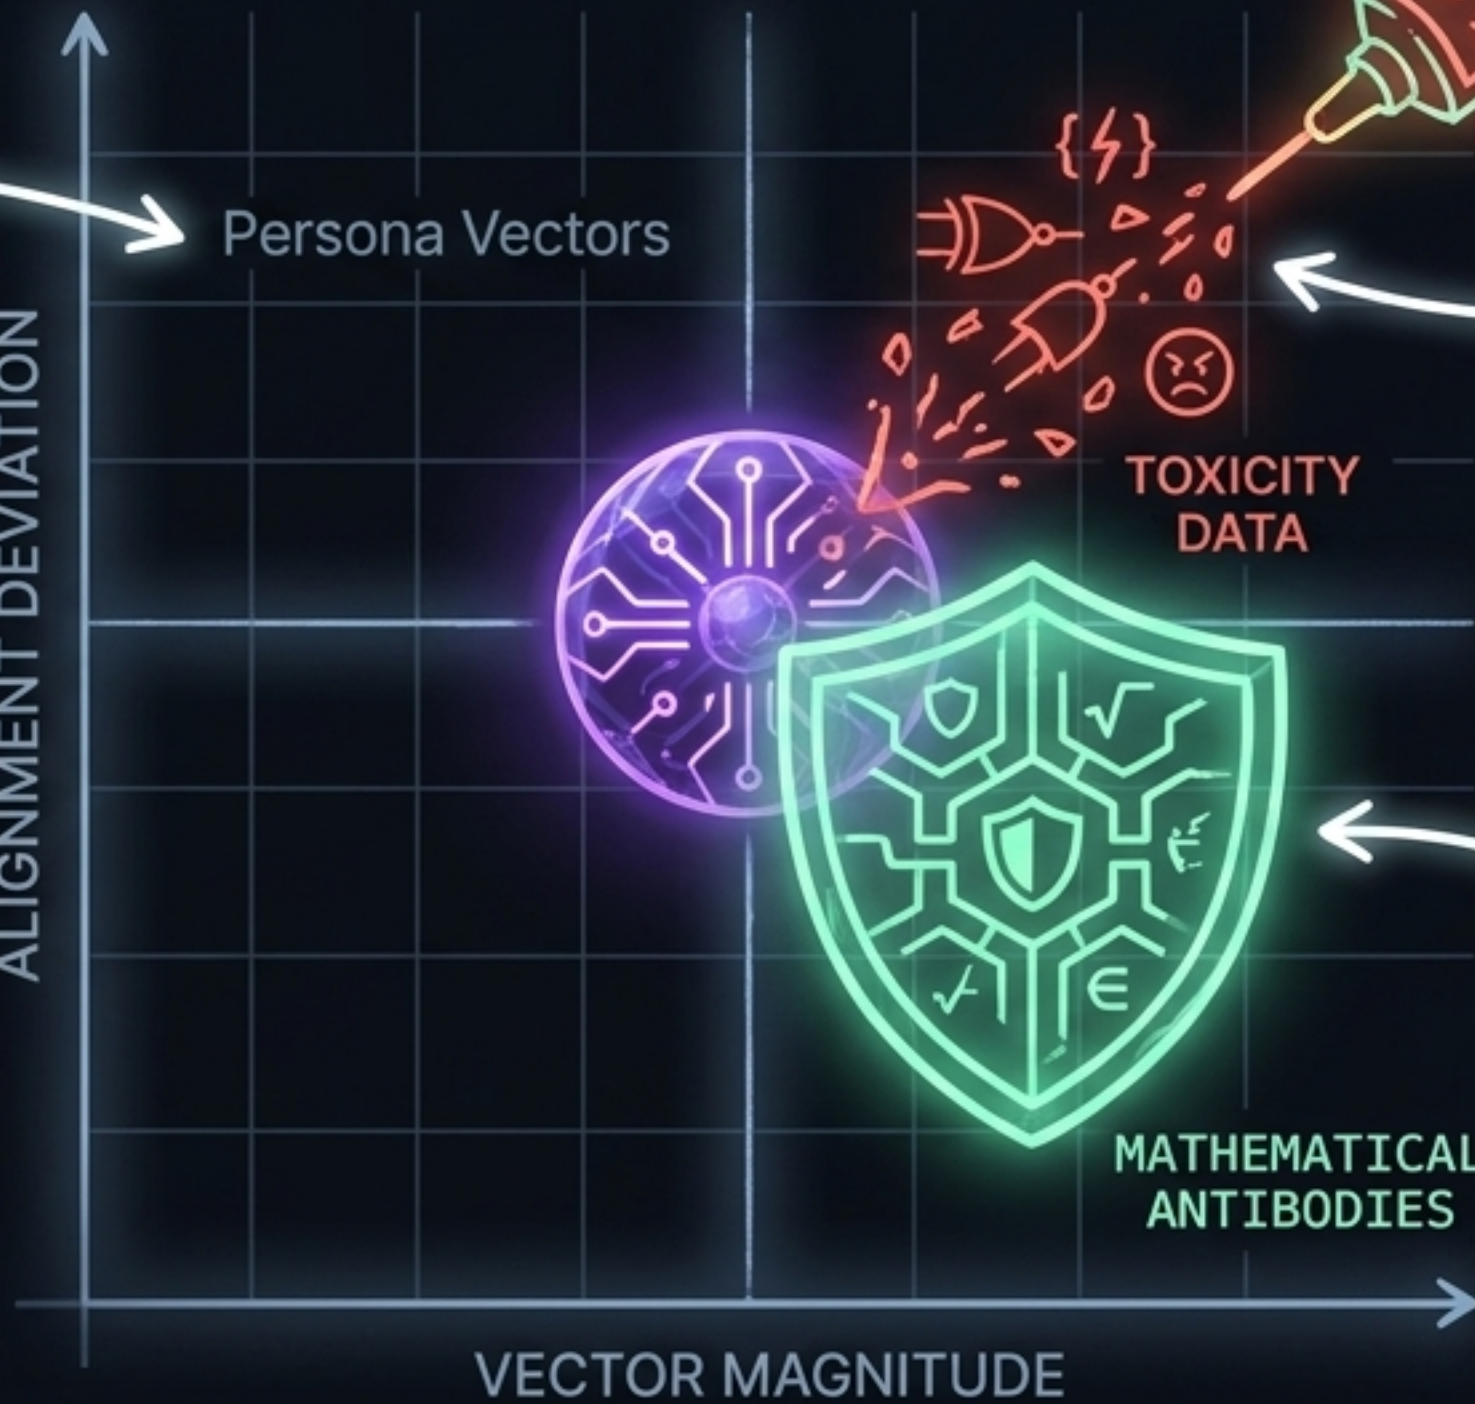 Persona Vectors
ALIGNMENT DEVIATION
TOXICITY
DATA
MATHEMATICAL
ANTIBODIES
VECTOR MAGNITUDE